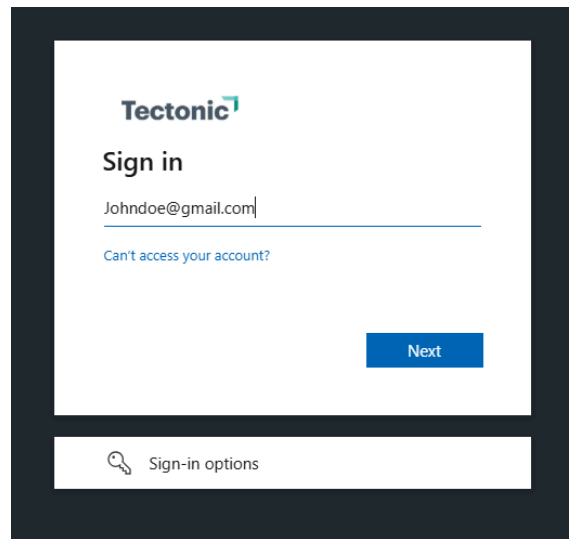 Tectonic
Sign in
Johndoe@gmail.com
Can't access your account?
Next
Sign-in options